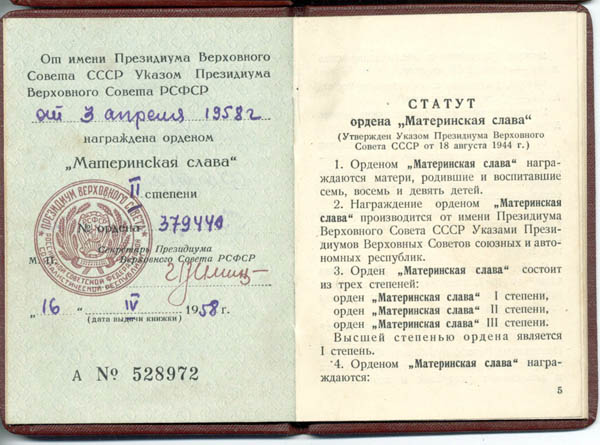 От имени Президиума Верховного
Совета СССР Указом Президиума
Верховного Совета РСФСР
от 3 апреля 1958 г
награждена орденом
„Материнская слава“
II степени
№ ордена 379440
Секретарь Президиума
М. П. Верховного Совета РСФСР
„16“ IV 1958 г.
(дата выдачи книжки)
А № 528972
СТАТУТ
ордена „Материнская слава“
(Утвержден Указом Президиума Верховного
Совета СССР от 18 августа 1944 г.)
1. Орденом „Материнская слава“ награ-
ждаются матери, родившие и воспитавшие
семь, восемь и девять детей.
2. Награждение орденом „Материнская
слава“ производится от имени Президиума
Верховного Совета СССР Указами Прези-
диумов Верховных Советов союзных и авто-
номных республик.
3. Орден „Материнская слава“ состоит
из трех степеней:
орден „Материнская слава“ I степени,
орден „Материнская слава“ II степени,
орден „Материнская слава“ III степени.
Высшей степенью ордена является
I степень.
4. Орденом „Материнская слава“ награ-
ждаются:
5